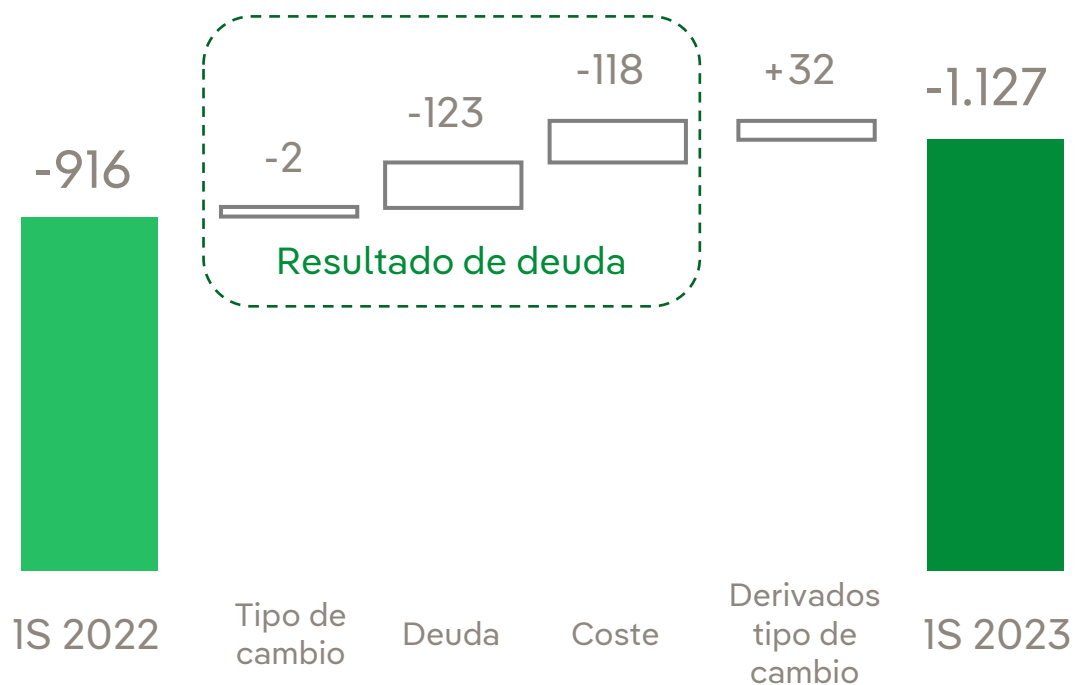 -916
-2
-123
-118
+32
-1.127
Resultado de deuda
1S 2022
Tipo de
cambio
Deuda
Coste
Derivados
tipo de
cambio
1S 2023